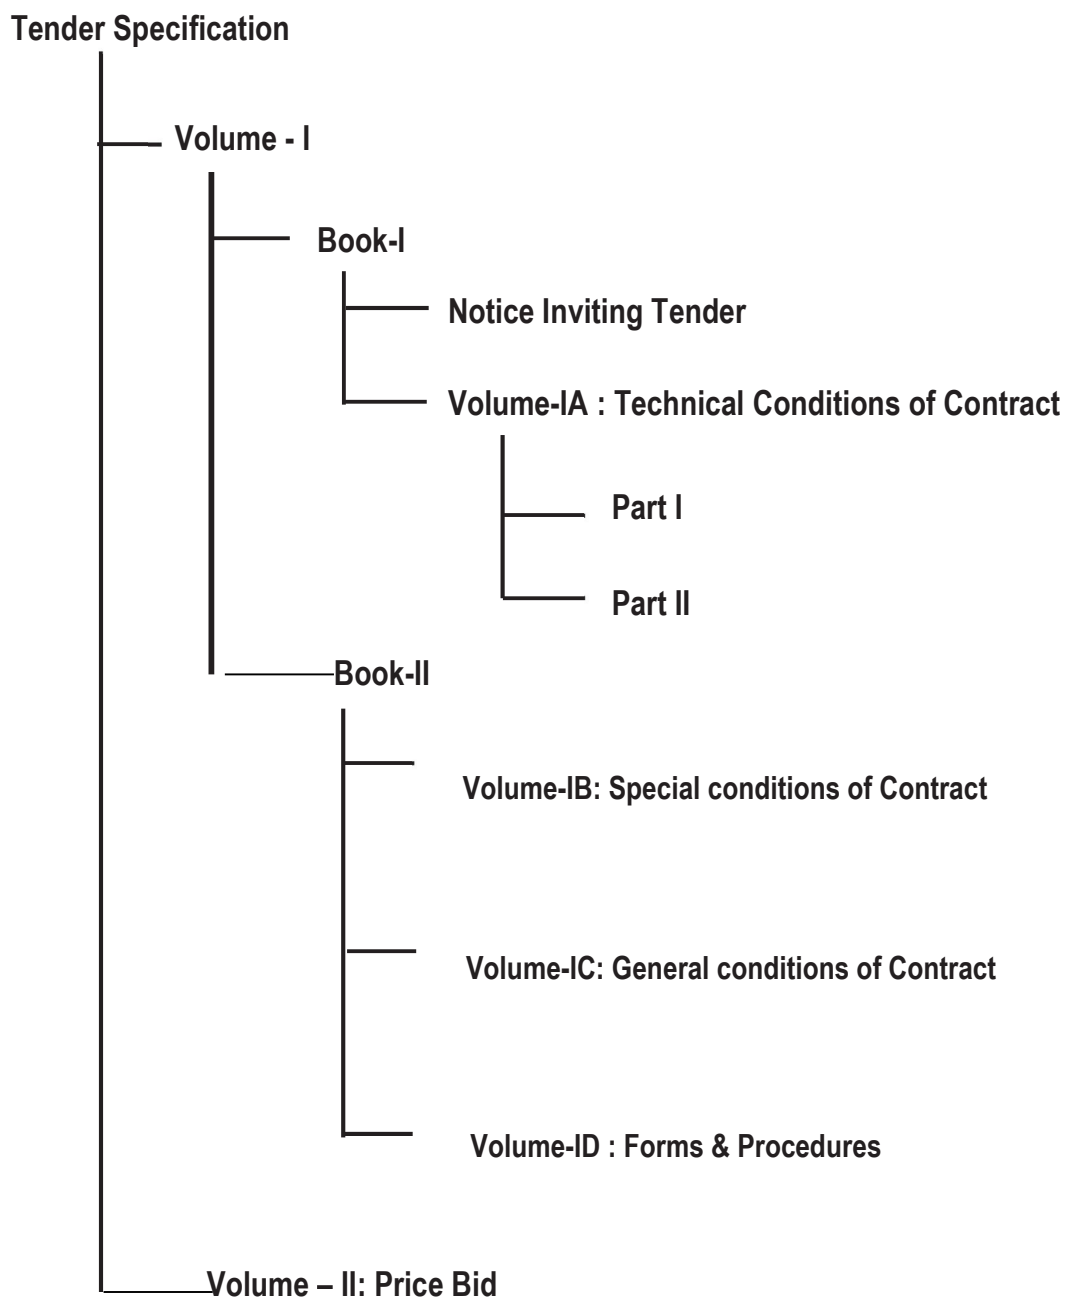 Tender Specification
Volume - I
Book-I
Notice Inviting Tender
Volume-IA : Technical Conditions of Contract
Part I
Part II
Book-II
Volume-IB: Special conditions of Contract
Volume-IC: General conditions of Contract
Volume-ID : Forms & Procedures
Volume – II: Price Bid